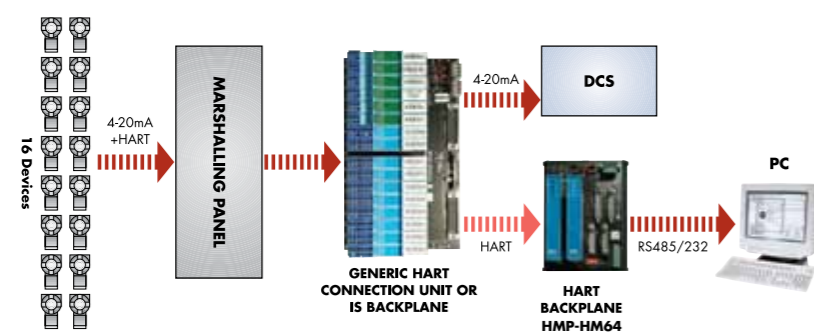 16 Devices
4-20mA
+HART
MARSHALLING PANEL
GENERIC HART
CONNECTION UNIT OR
IS BACKPLANE
4-20mA
DCS
HART
HART
BACKPLANE
HMP-HM64
RS485/232
PC